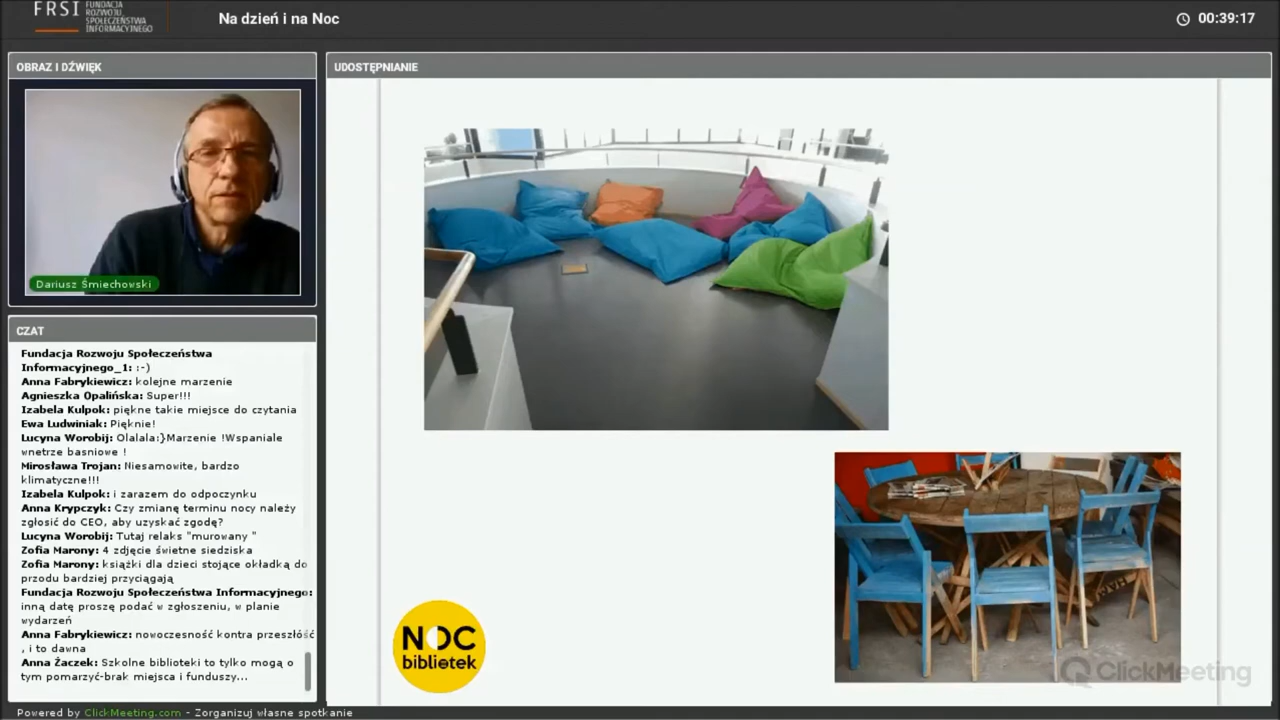 FRSI
FUNDACJA
ROZWOJU
SPOŁECZEŃSTWA
INFORMACYJNEGO
Na dzień i na Noc
00:39:17
OBRAZ I DŹWIĘK
Dariusz Śmiechowski
CZAT
Fundacja Rozwoju Społeczeństwa
Informacyjnego_1: :-)
Anna Fabrykiewicz: kolejne marzenie
Agnieszka Opalińska: Super!!!
Izabela Kulpok: piękne takie miejsce do czytania
Ewa Ludwiniak: Pięknie!
Lucyna Worobij: Olalala:}Marzenie !Wspaniale
wnetrze basniowe !
Mirosława Trojan: Niesamowite, bardzo
klimatyczne!!!
Izabela Kulpok: i zarazem do odpoczynku
Anna Krypczyk: Czy zmianę terminu nocy należy
zgłosić do CEO, aby uzyskać zgodę?
Lucyna Worobij: Tutaj relaks "murowany "
Zofia Marony: 4 zdjęcie świetne siedziska
Zofia Marony: książki dla dzieci stojące okładką do
przodu bardziej przyciągają
Fundacja Rozwoju Społeczeństwa Informacyjnego:
inną datę proszę podać w zgłoszeniu, w planie
wydarzeń
Anna Fabrykiewicz: nowoczesność kontra przeszłość
, i to dawna
Anna Żaczek: Szkolne biblioteki to tylko mogą o
tym pomarzyć-brak miejsca i funduszy...
UDOSTĘPNIANIE
NOC
bibliotek
ClickMeeting
Powered by ClickMeeting.com - Zorganizuj własne spotkanie